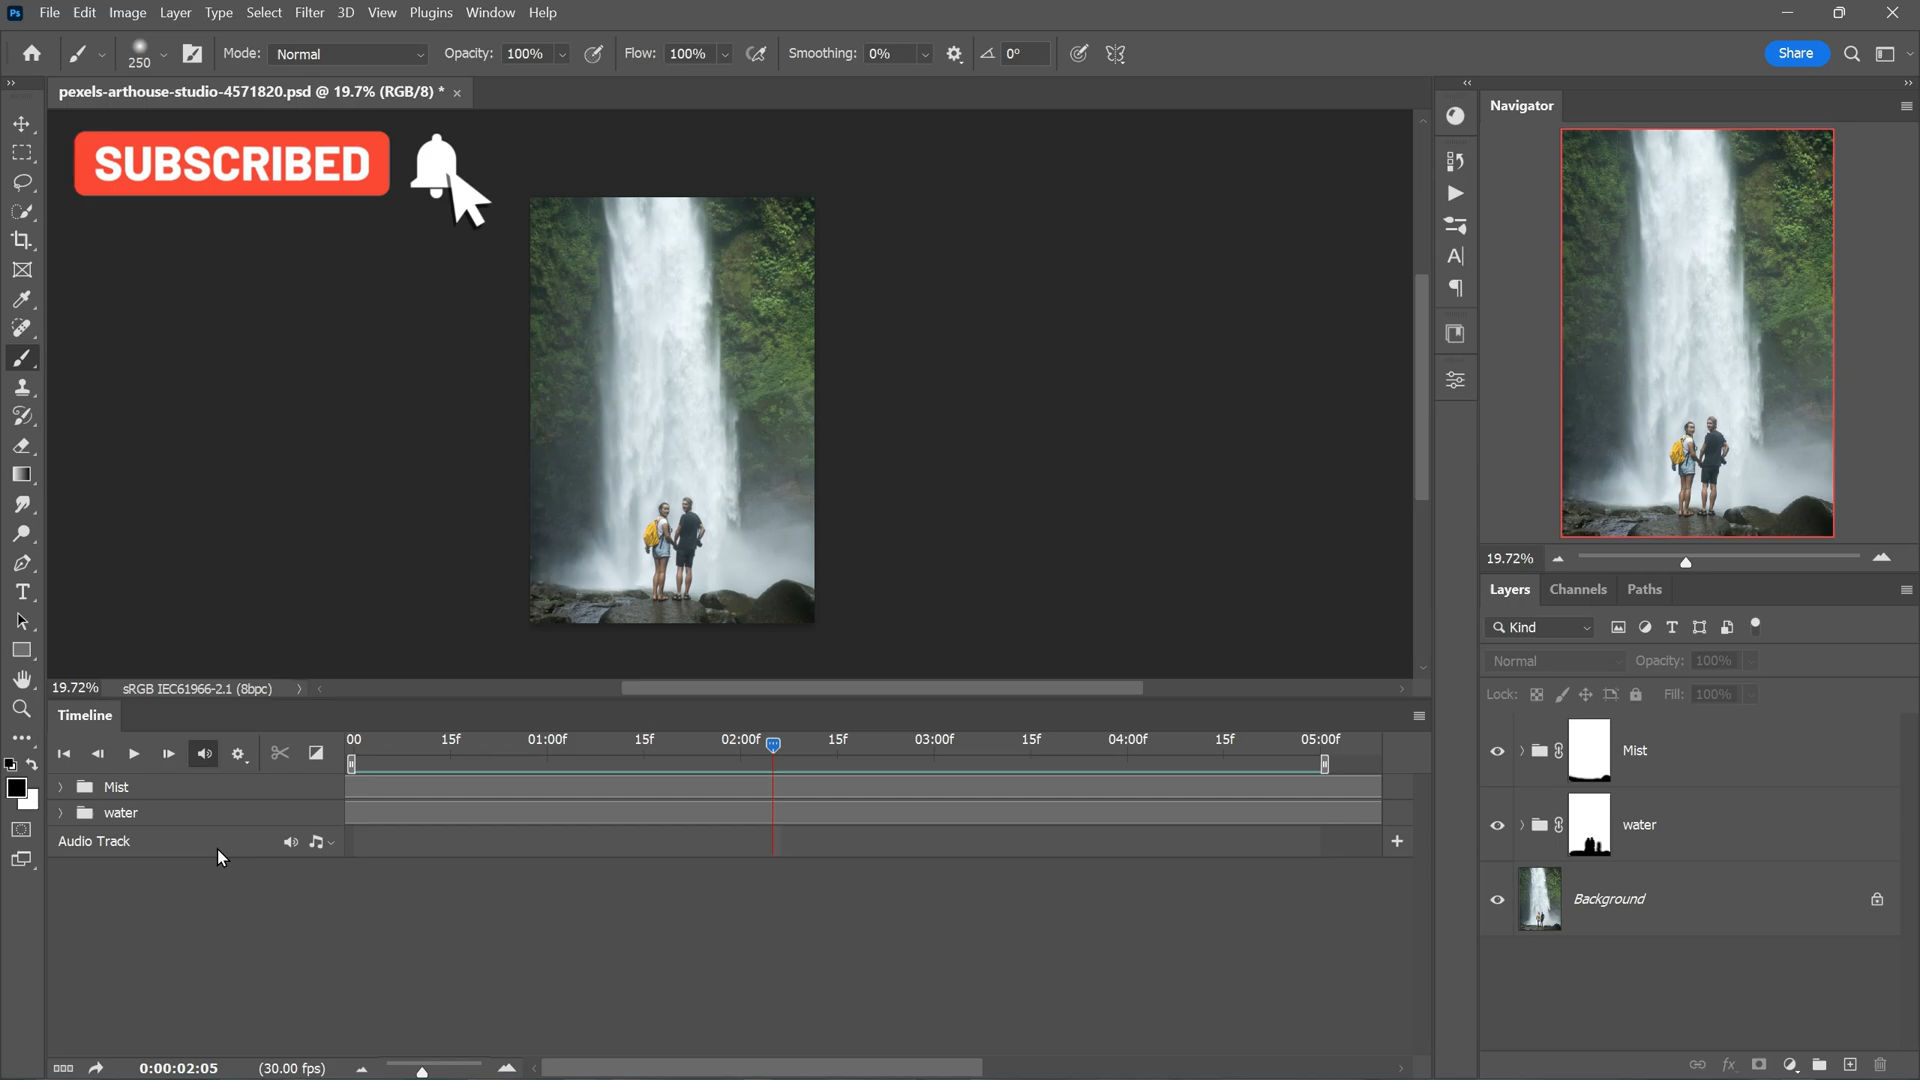 Ps File Edit Image Layer Type Select Filter 3D View Plugins Window Help
250 Mode: Normal Opacity: 100% Flow: 100% Smoothing: 0% 0° Share
pexels-arthouse-studio-4571820.psd @ 19.7% (RGB/8) *
SUBSCRIBED
Navigator
19.72%
Layers Channels Paths
Kind
Normal Opacity: 100%
Lock: Fill: 100%
Mist
water
Background
19.72% sRGB IEC61966-2.1 (8bpc)
Timeline
00 15f 01:00f 15f 02:00f 15f 03:00f 15f 04:00f 15f 05:00f
Mist
water
Audio Track
0:00:02:05 (30.00 fps)